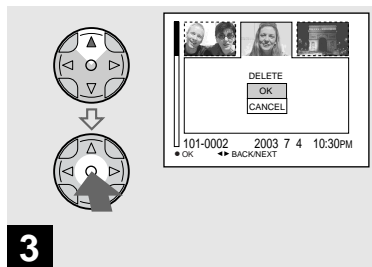 DELETE
OK
CANCEL
101-0002 2003 7 4 10:30PM
● OK ◄► BACK/NEXT
3